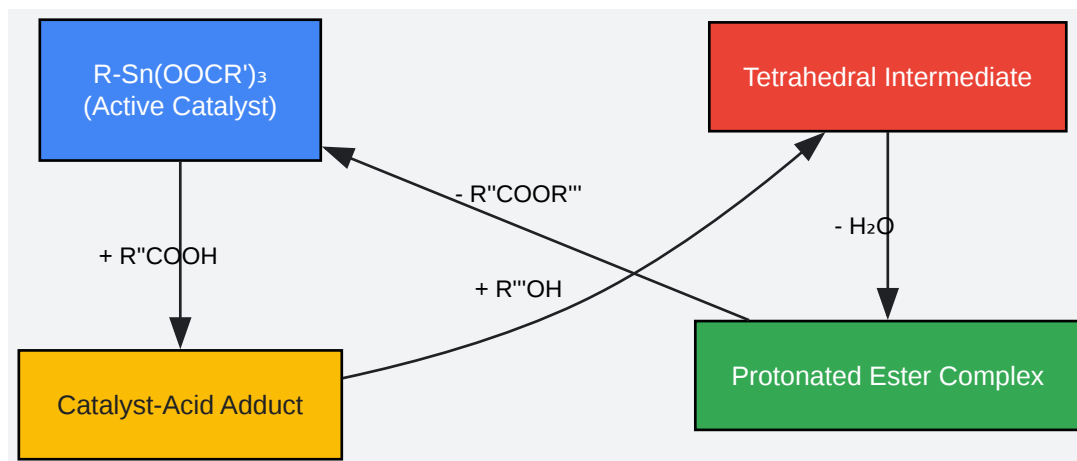 R-Sn(OOCR')₃
(Active Catalyst)
Tetrahedral Intermediate
- R''COOR'''
- H₂O
+ R''COOH
+ R'''OH
Protonated Ester Complex
Catalyst-Acid Adduct